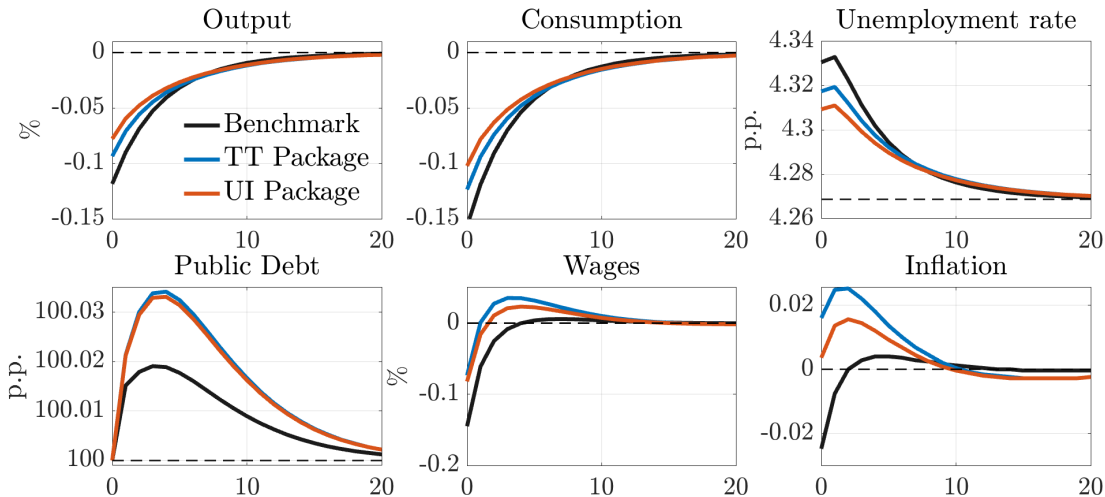 Output
0
-0.05
-0.1
-0.15
%
Benchmark
TT Package
UI Package
0 10 20
Consumption
0
-0.05
-0.1
-0.15
0 10 20
Unemployment rate
4.34
4.32
4.3
4.28
4.26
p.p.
0 10 20
Public Debt
100.03
100.02
100.01
100
p.p.
0 10 20
Wages
0
-0.1
-0.2
%
0 10 20
Inflation
0.02
0
-0.02
0 10 20